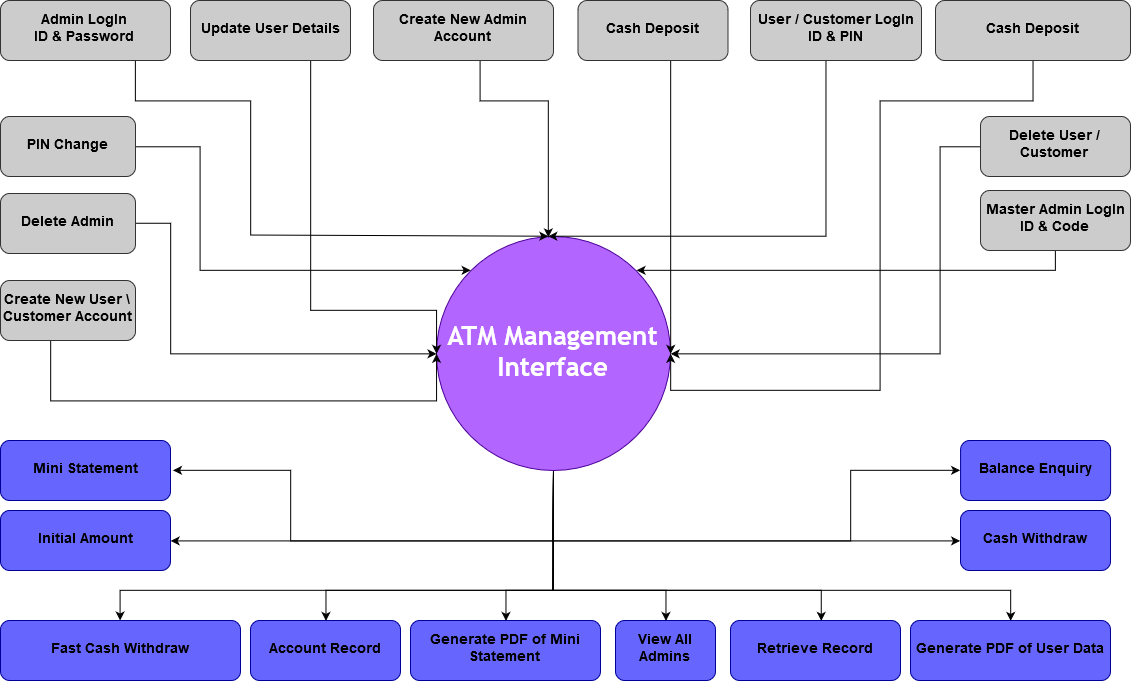 Admin LogIn
ID & Password
Update User Details
Create New Admin
Account
Cash Deposit
User / Customer LogIn
ID & PIN
Cash Deposit
PIN Change
Delete User /
Customer
Delete Admin
Master Admin LogIn
ID & Code
Create New User \
Customer Account
ATM Management
Interface
Mini Statement
Balance Enquiry
Initial Amount
Cash Withdraw
Fast Cash Withdraw
Account Record
Generate PDF of Mini
Statement
View All
Admins
Retrieve Record
Generate PDF of User Data